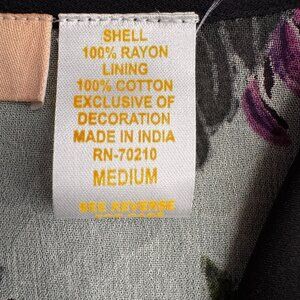 SHELL
100% RAYON
LINING
100% COTTON
EXCLUSIVE OF
DECORATION
MADE IN INDIA
RN-70210
MEDIUM
SEE REVERSE